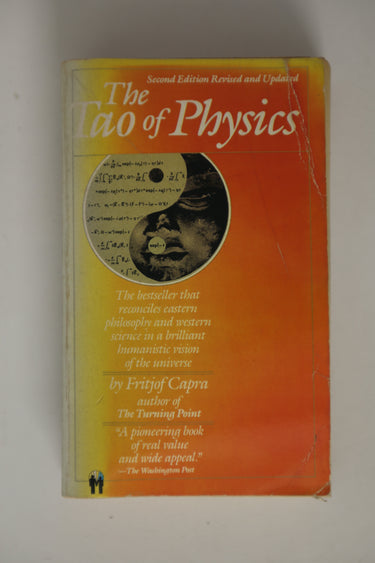 Second Edition Revised and Updated
The
Tao of Physics
The bestseller that
reconciles eastern
philosophy and western
science in a brilliant
humanistic vision
of the universe
by Fritjof Capra
author of
The Turning Point
"A pioneering book
of real value
and wide appeal."
—The Washington Post